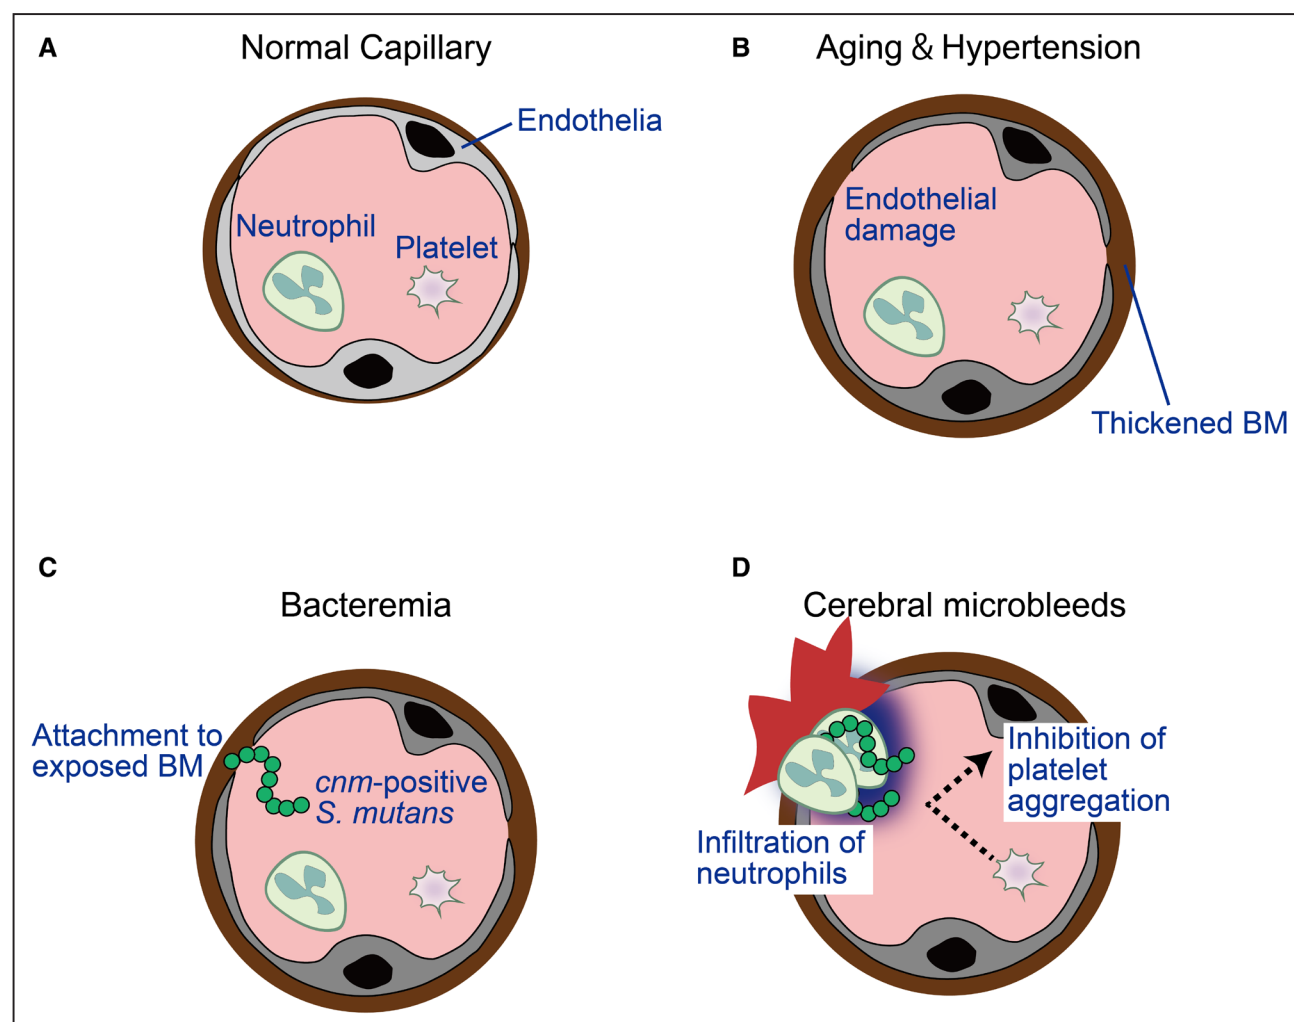 A
Normal Capillary
Endothelia
Neutrophil
Platelet
B
Aging & Hypertension
Endothelial
damage
Thickened BM
C
Bacteremia
Attachment to
exposed BM
cnm-positive
S. mutans
D
Cerebral microbleeds
Inhibition of
platelet
aggregation
Infiltration of
neutrophils